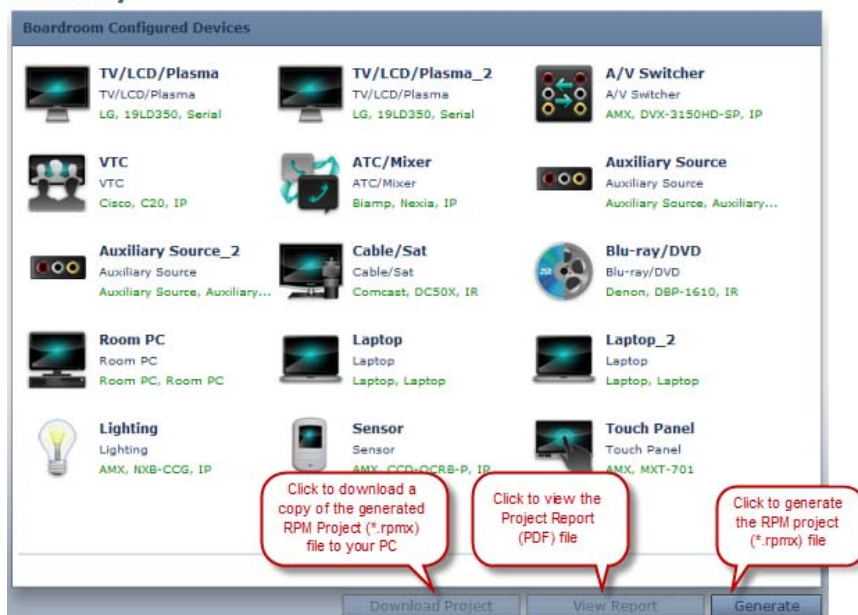 Boardroom Configured Devices
TV/LCD/Plasma
TV/LCD/Plasma
LG, 19LD350, Serial
TV/LCD/Plasma_2
TV/LCD/Plasma
LG, 19LD350, Serial
A/V Switcher
A/V Switcher
AMX, DVX-3150HD-SP, IP
VTC
VTC
Cisco, C20, IP
ATC/Mixer
ATC/Mixer
Biamp, Nexia, IP
Auxiliary Source
Auxiliary Source
Auxiliary Source, Auxiliary...
Auxiliary Source_2
Auxiliary Source
Auxiliary Source, Auxiliary...
Cable/Sat
Cable/Sat
Comcast, DC50X, IR
Blu-ray/DVD
Blu-ray/DVD
Denon, DBP-1610, IR
Room PC
Room PC
Room PC, Room PC
Laptop
Laptop
Laptop, Laptop
Laptop_2
Laptop
Laptop, Laptop
Lighting
Lighting
AMX, NXB-CCG, IP
Sensor
Sensor
AMX, CCD-OCRB-P, IP
Touch Panel
Touch Panel
AMX, MXT-701
Click to download a
copy of the generated
RPM Project (*.rpmx)
file to your PC
Click to view the
Project Report
(PDF) file
Click to generate
the RPM project
(*.rpmx) file
Download Project
View Report
Generate